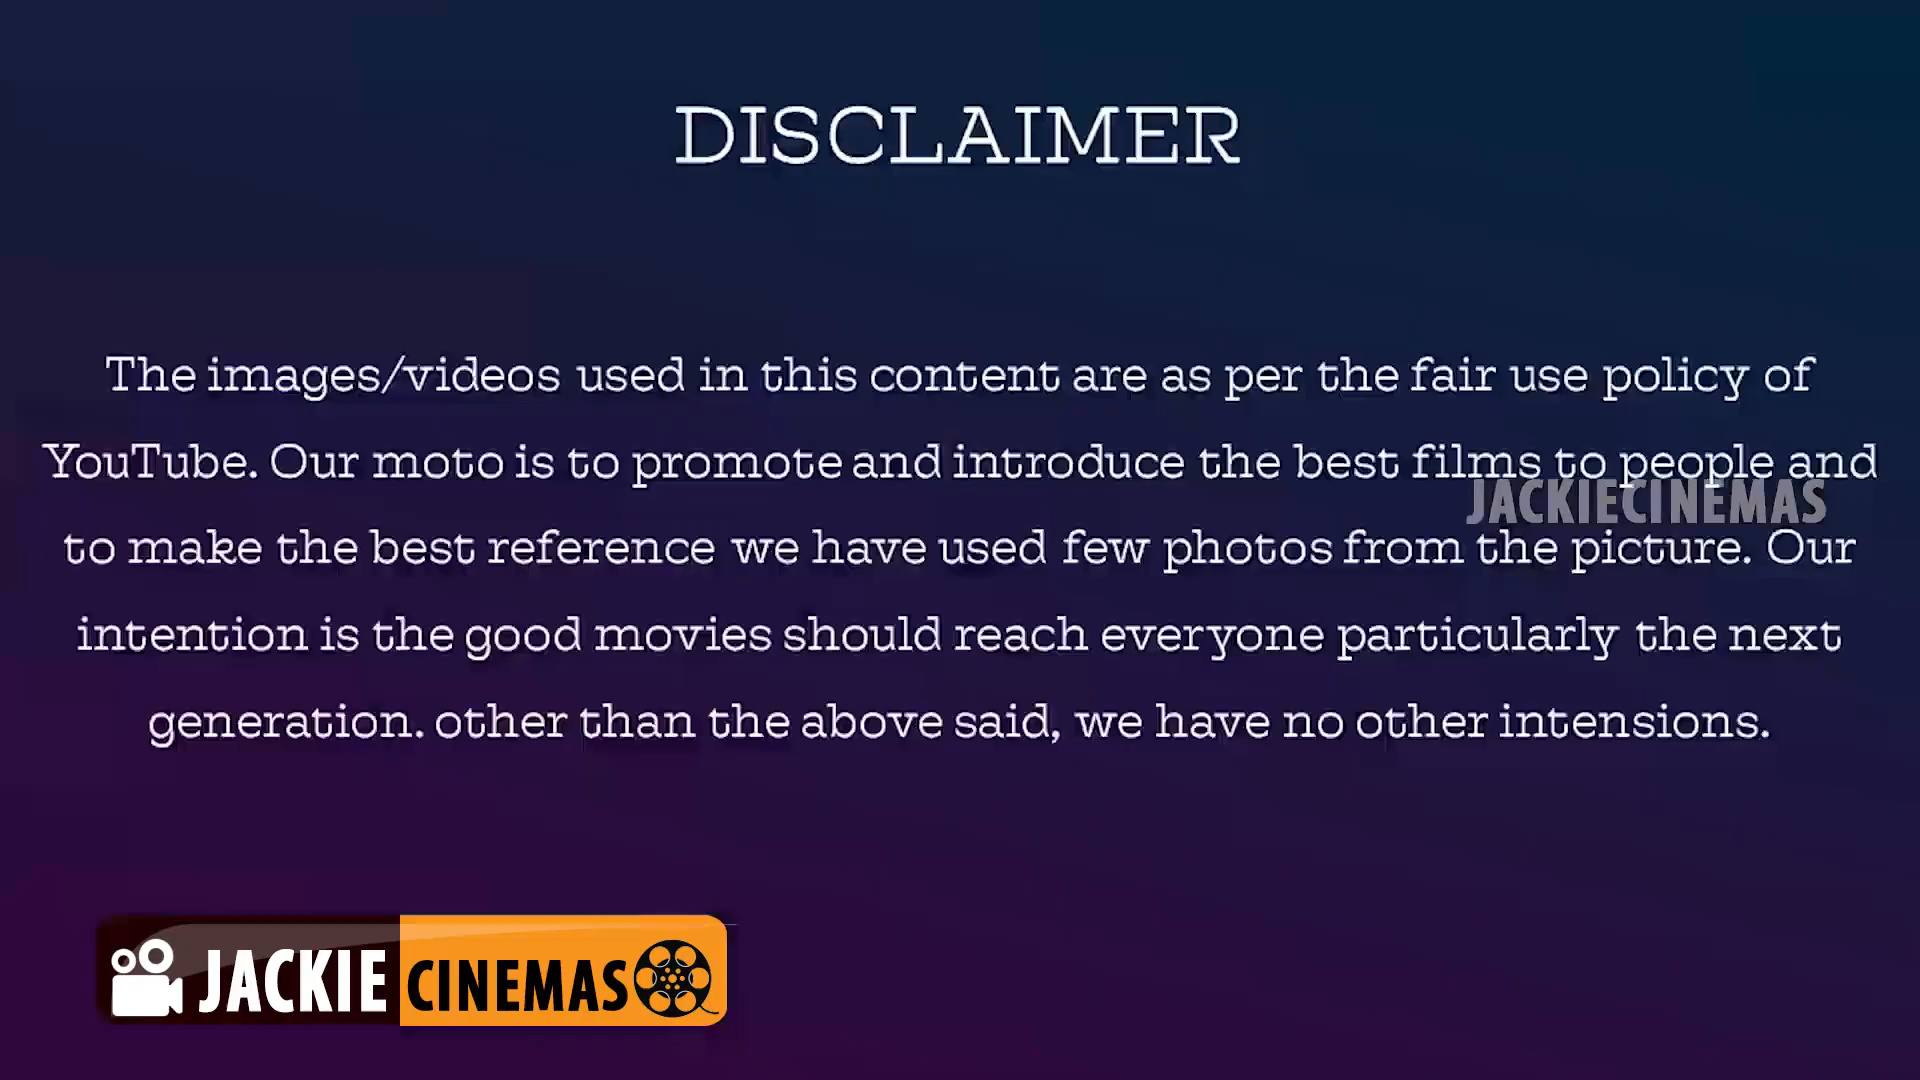 DISCLAIMER
The images/videos used in this content are as per the fair use policy of
YouTube. Our moto is to promote and introduce the best films to people and
JACKIECINEMAS
to make the best reference we have used few photos from the picture. Our
intention is the good movies should reach everyone particularly the next
generation. other than the above said, we have no other intensions.
JACKIE CINEMAS